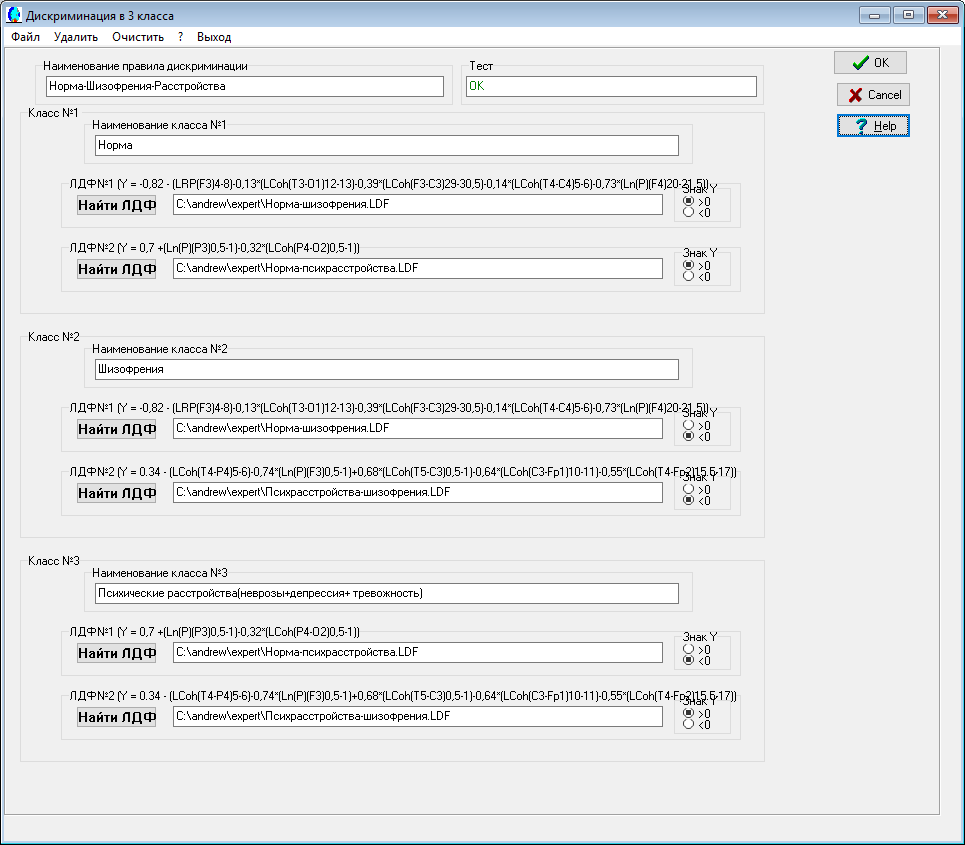 Дискриминация в 3 класса
Файл Удалить Очистить ? Выход
Наименование правила дискриминации
Норма-Шизофрения-Расстройства
Тест
OK
OK
Cancel
Help
Класс №1
Наименование класса №1
Норма
ЛДФ№1 (Y = -0,82 - (LRP(F3)4-8)-0,13*(LCoh(T3-O1)12-13)-0,39*(LCoh(F3-C3)29-30,5)-0,14*(LCoh(T4-C4)5-6)-0,73*(Ln(P)(F4)20-21,5))
Найти ЛДФ
C:\andrew\expert\Норма-шизофрения.LDF
Знак Y
>0
<0
ЛДФ№2 (Y = 0,7 +(Ln(P)(P3)0,5-1)-0,32*(LCoh(P4-O2)0,5-1))
Найти ЛДФ
C:\andrew\expert\Норма-психрасстройства.LDF
Знак Y
>0
<0
Класс №2
Наименование класса №2
Шизофрения
ЛДФ№1 (Y = -0,82 - (LRP(F3)4-8)-0,13*(LCoh(T3-O1)12-13)-0,39*(LCoh(F3-C3)29-30,5)-0,14*(LCoh(T4-C4)5-6)-0,73*(Ln(P)(F4)20-21,5))
Найти ЛДФ
C:\andrew\expert\Норма-шизофрения.LDF
Знак Y
>0
<0
ЛДФ№2 (Y = 0.34 - (LCoh(T4-P4)5-6)-0,74*(Ln(P)(F3)0,5-1)+0,68*(LCoh(T5-C3)0,5-1)-0,64*(LCoh(C3-Fp1)10-11)-0,55*(LCoh(T4-Fp2)15,5-17))
Найти ЛДФ
C:\andrew\expert\Психрасстройства-шизофрения.LDF
Знак Y
>0
<0
Класс №3
Наименование класса №3
Психические расстройства(неврозы+депрессия+ тревожность)
ЛДФ№1 (Y = 0,7 +(Ln(P)(P3)0,5-1)-0,32*(LCoh(P4-O2)0,5-1))
Найти ЛДФ
C:\andrew\expert\Норма-психрасстройства.LDF
Знак Y
>0
<0
ЛДФ№2 (Y = 0.34 - (LCoh(T4-P4)5-6)-0,74*(Ln(P)(F3)0,5-1)+0,68*(LCoh(T5-C3)0,5-1)-0,64*(LCoh(C3-Fp1)10-11)-0,55*(LCoh(T4-Fp2)15,5-17))
Найти ЛДФ
C:\andrew\expert\Психрасстройства-шизофрения.LDF
Знак Y
>0
<0